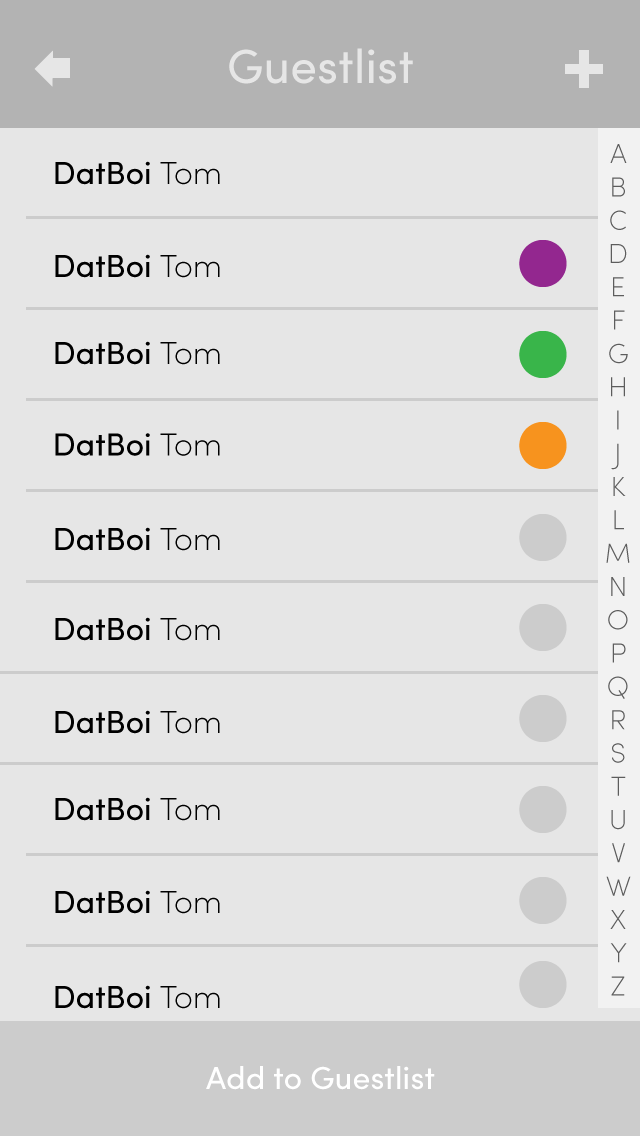 Guestlist
DatBoi Tom
DatBoi Tom
DatBoi Tom
DatBoi Tom
DatBoi Tom
DatBoi Tom
DatBoi Tom
DatBoi Tom
DatBoi Tom
DatBoi Tom
A
B
C
D
E
F
G
H
I
J
K
L
M
N
O
P
Q
R
S
T
U
V
W
X
Y
Z
Add to Guestlist